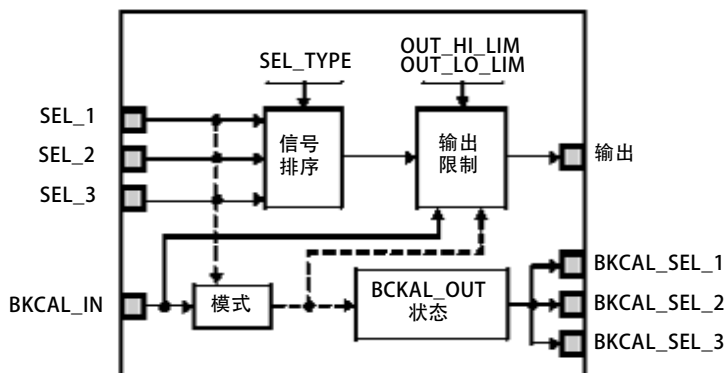 SEL_TYPE
OUT_HI_LIM
OUT_LO_LIM
SEL_1
SEL_2
SEL_3
信号
排序
输出
限制
输出
BKCAL_IN
模式
BCKAL_OUT
状态
BKCAL_SEL_1
BKCAL_SEL_2
BKCAL_SEL_3